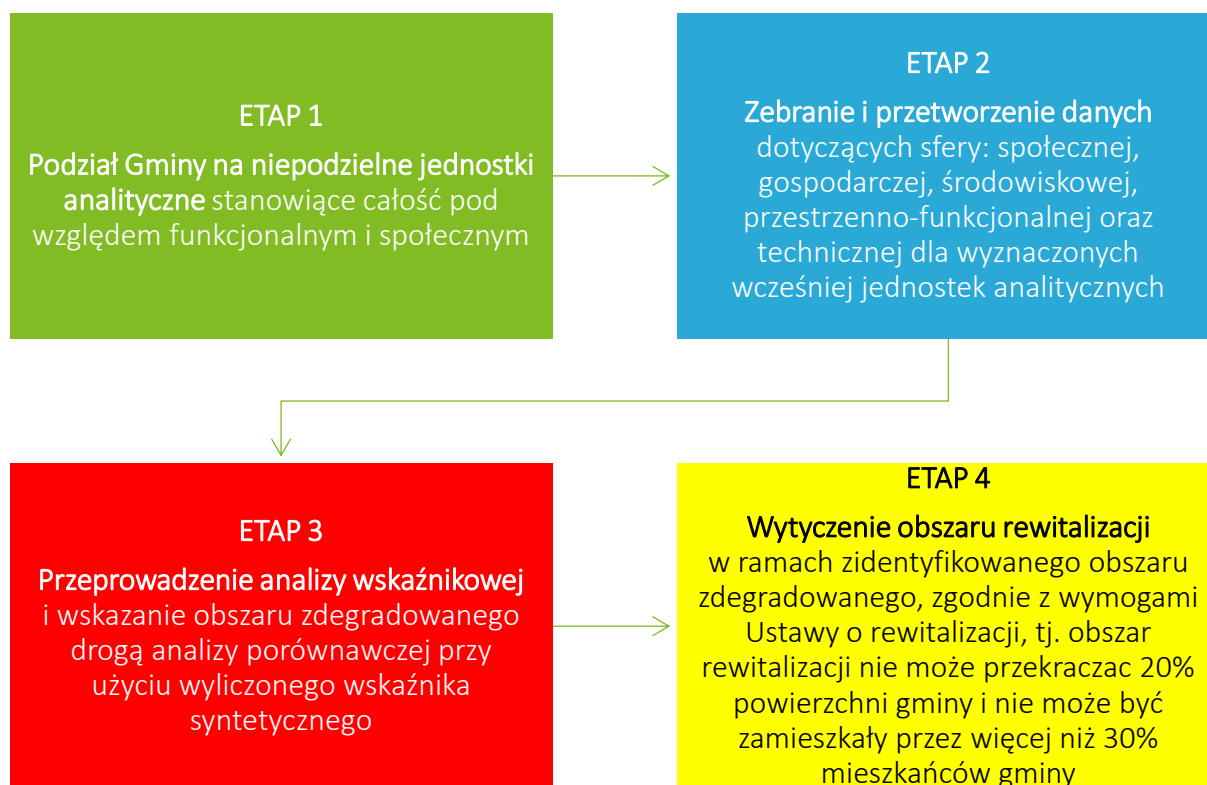 ETAP 1
Podział Gminy na niepodzielne jednostki
analityczne stanowiące całość pod
względem funkcjonalnym i społecznym
ETAP 2
Zebranie i przetworzenie danych
dotyczących sfery: społecznej,
gospodarczej, środowiskowej,
przestrzenno-funkcjonalnej oraz
technicznej dla wyznaczonych
wcześniej jednostek analitycznych
ETAP 3
Przeprowadzenie analizy wskaźnikowej
i wskazanie obszaru zdegradowanego
drogą analizy porównawczej przy
użyciu wyliczonego wskaźnika
syntetycznego
ETAP 4
Wytyczenie obszaru rewitalizacji
w ramach zidentyfikowanego obszaru
zdegradowanego, zgodnie z wymogami
Ustawy o rewitalizacji, tj. obszar
rewitalizacji nie może przekraczac 20%
powierzchni gminy i nie może być
zamieszkały przez więcej niż 30%
mieszkańców gminy